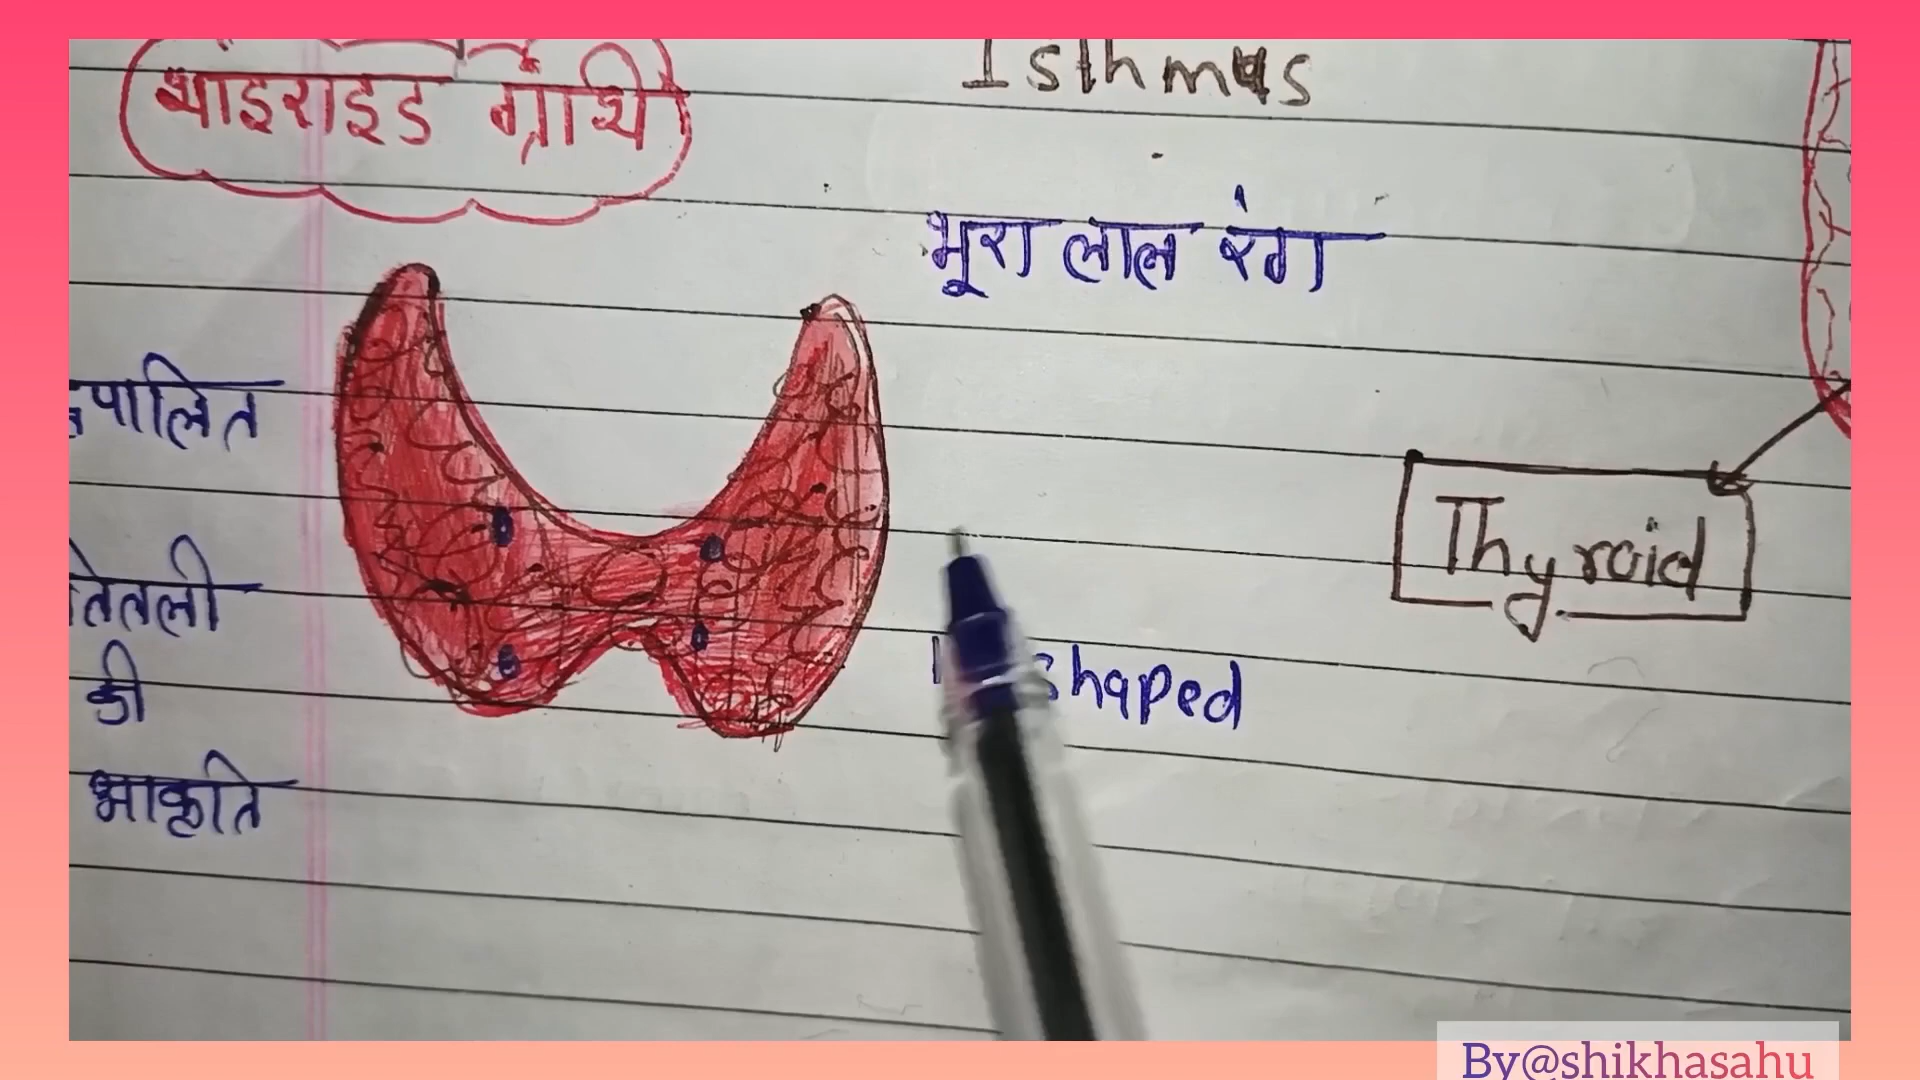 थाइराइड ग्रंथि
Isthmus
भूरा लाल रंग
तितली
की
आकृति
Thyroid
shaped
By@shikhasahu